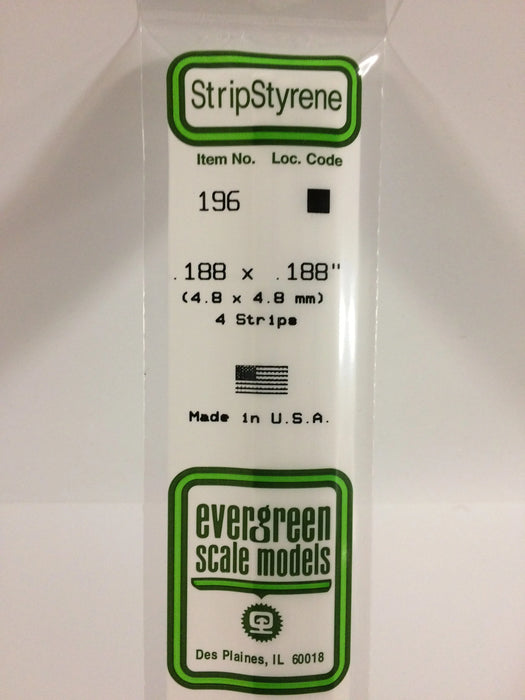 StripStyrene
Item No. Loc. Code
196
.188 x .188"
(4.8 x 4.8 mm)
4 Strips
Made in U.S.A.
evergreen
scale models
Des Plaines, IL 60018